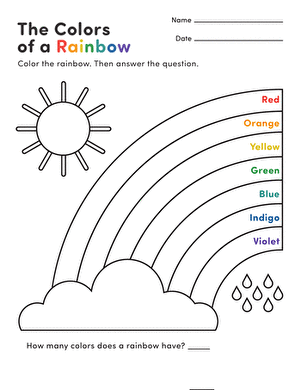 The Colors
of a Rainbow
Name
Date
Color the rainbow. Then answer the question.
Red
Orange
Yellow
Green
Blue
Indigo
Violet
How many colors does a rainbow have?